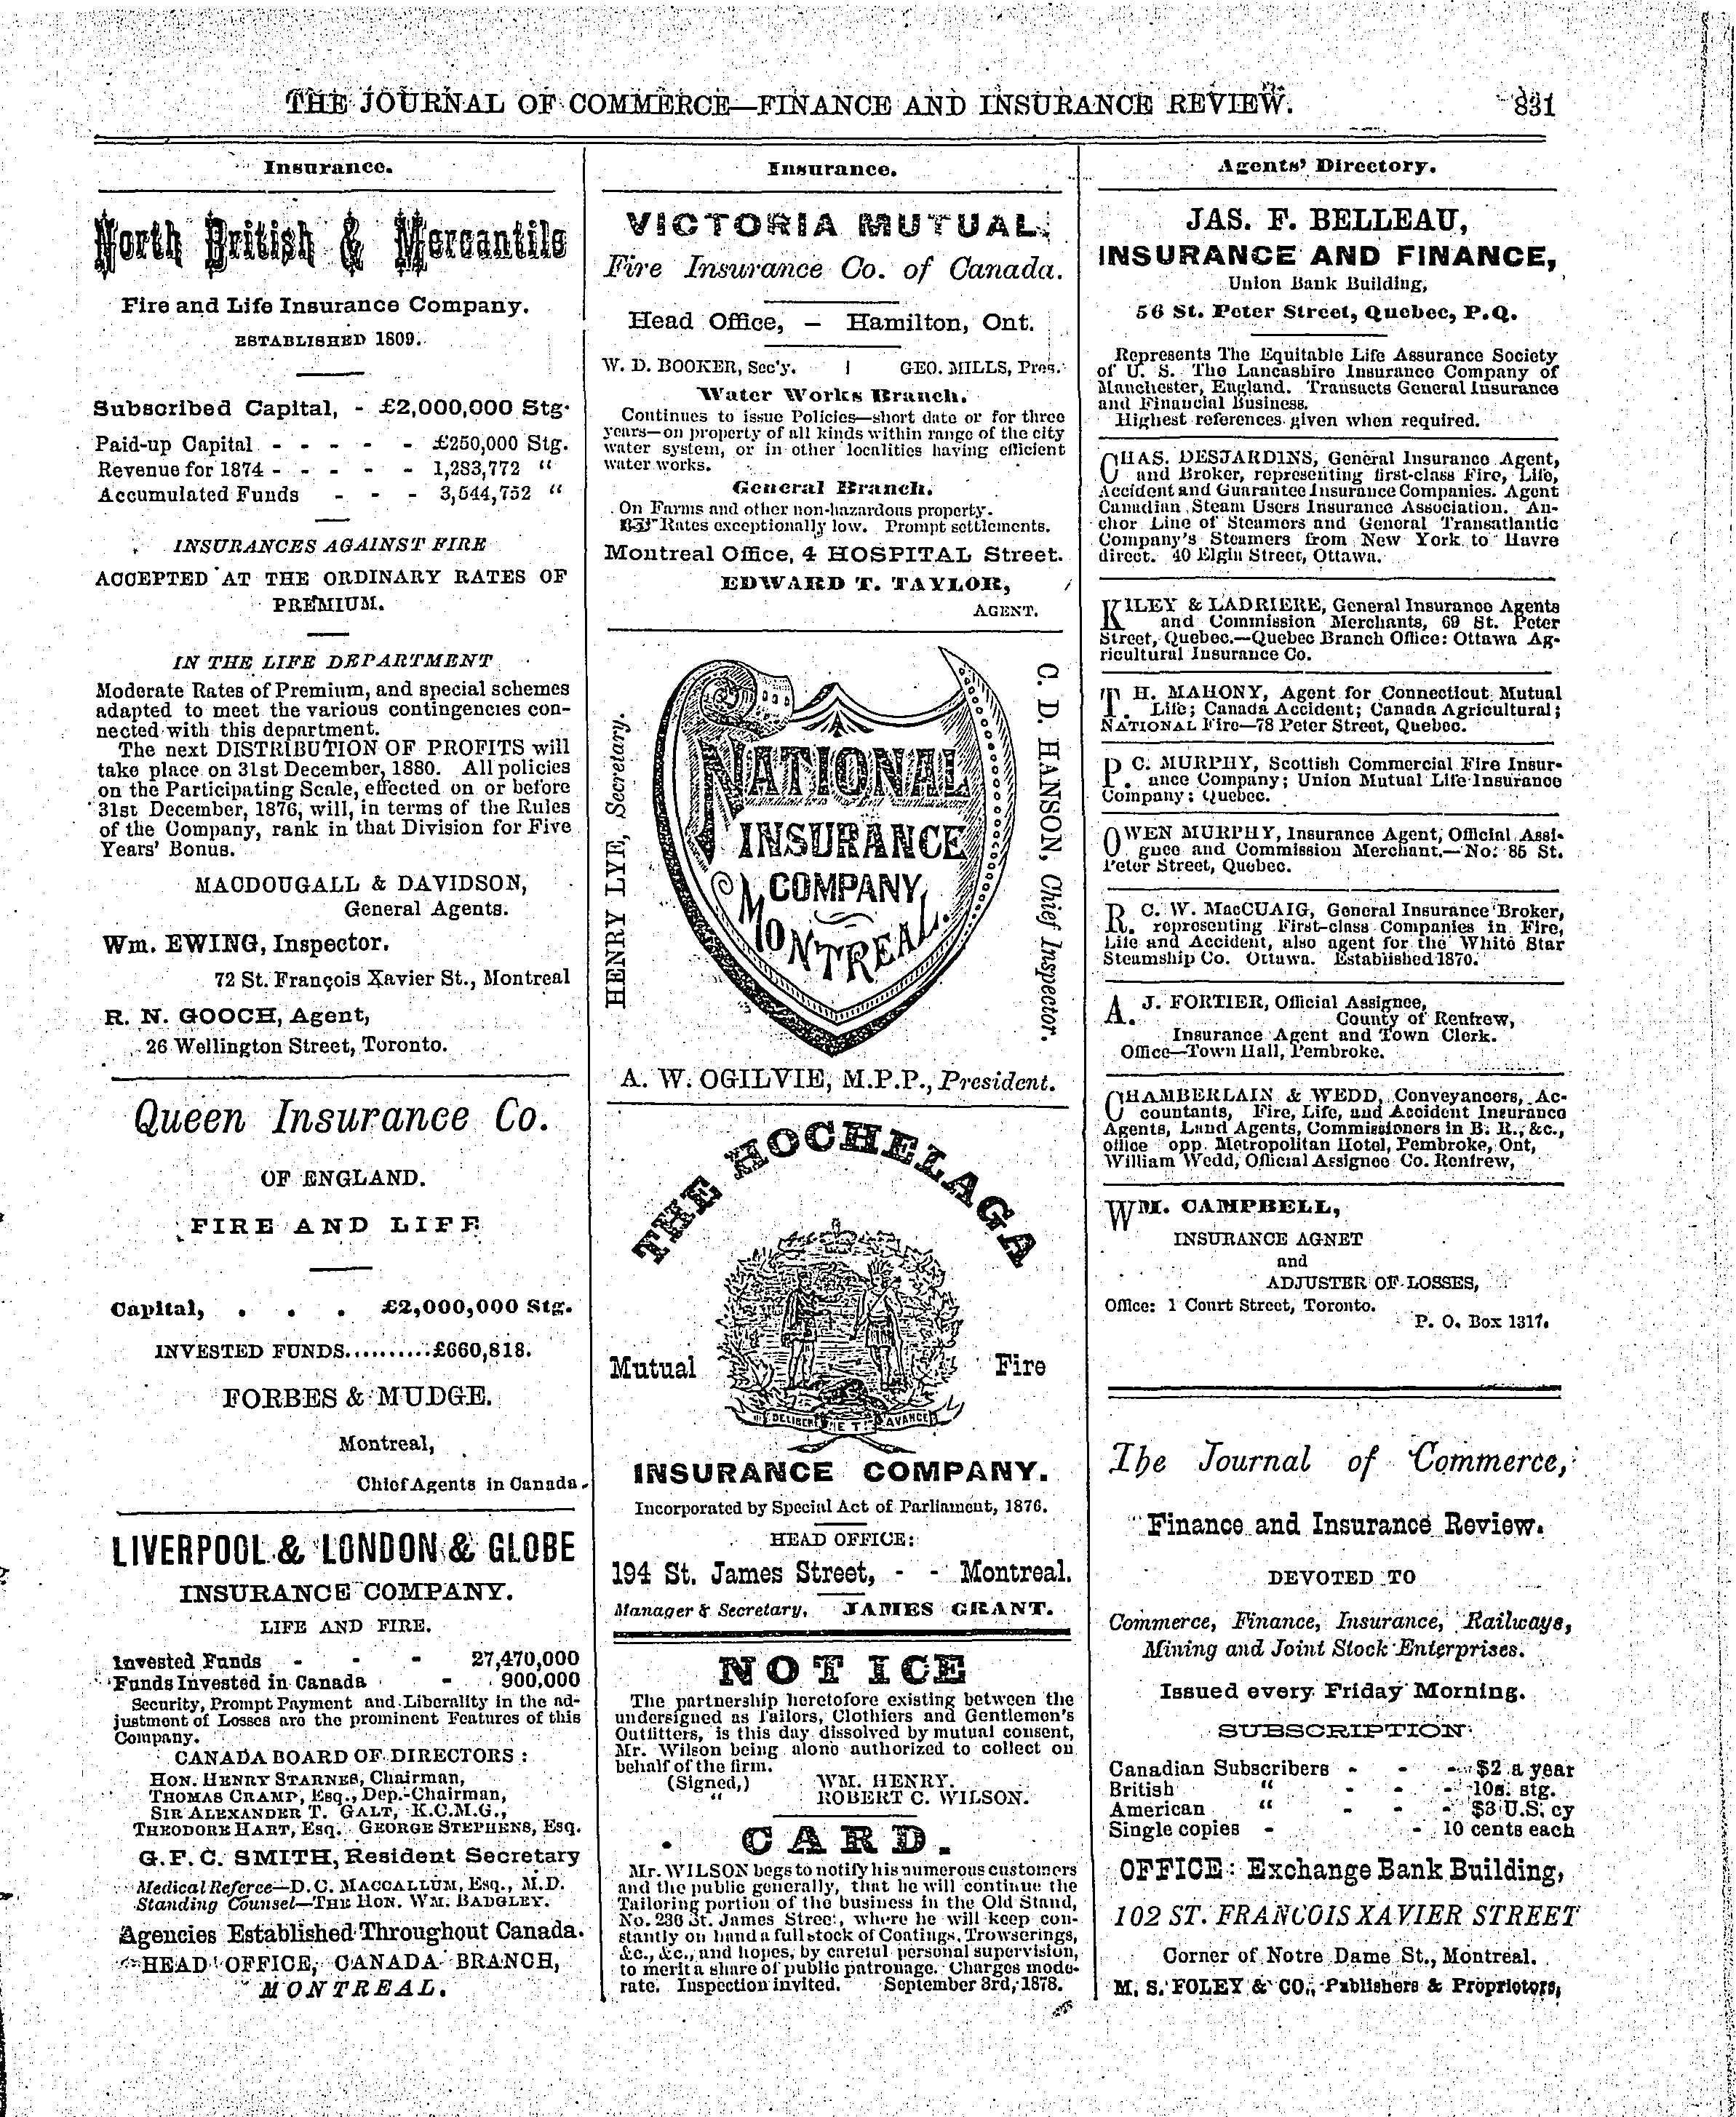 THE JOURNAL OF COMMERCE—FINANCE AND INSURANCE REVIEW. 831
Insurance.
North British & Mercantile
Fire and Life Insurance Company.
ESTABLISHED 1809.
Subscribed Capital, - £2,000,000 Stg.
Paid-up Capital - - - - - £250,000 Stg.
Revenue for 1874 - - - - - 1,283,772 "
Accumulated Funds - - - 3,544,752 "
INSURANCES AGAINST FIRE
ACCEPTED AT THE ORDINARY RATES OF
PREMIUM.
IN THE LIFE DEPARTMENT
Moderate Rates of Premium, and special schemes
adapted to meet the various contingencies con-
nected with this department.
The next DISTRIBUTION OF PROFITS will
take place on 31st December, 1880. All policies
on the Participating Scale, effected on or before
31st December, 1876, will, in terms of the Rules
of the Company, rank in that Division for Five
Years' Bonus.
MACDOUGALL & DAVIDSON,
General Agents.
Wm. EWING, Inspector.
72 St. François Xavier St., Montreal
R. N. GOOCH, Agent,
26 Wellington Street, Toronto.
Queen Insurance Co.
OF ENGLAND.
FIRE AND LIFE
Capital, . . . £2,000,000 Stg.
INVESTED FUNDS..........£660,818.
FORBES & MUDGE.
Montreal,
Chief Agents in Canada.
LIVERPOOL & LONDON & GLOBE
INSURANCE COMPANY.
LIFE AND FIRE.
Invested Funds - - - 27,470,000
Funds Invested in Canada - 900,000
Security, Prompt Payment and Liberality in the ad-
justment of Losses are the prominent Features of this
Company.
CANADA BOARD OF DIRECTORS:
HON. HENRY STARNES, Chairman,
THOMAS CRAMP, Esq., Dep.-Chairman,
SIR ALEXANDER T. GALT, K.C.M.G.,
THEODORE HART, Esq. GEORGE STEPHENS, Esq.
G. F. C. SMITH, Resident Secretary
Medical Referee—D. C. MACCALLUM, Esq., M.D.
Standing Counsel—THE HON. WM. BADGLEY.
Agencies Established Throughout Canada.
HEAD OFFICE, CANADA BRANCH,
MONTREAL.
Insurance.
VICTORIA MUTUAL
Fire Insurance Co. of Canada.
Head Office, — Hamilton, Ont.
W. D. BOOKER, Sec'y. | GEO. MILLS, Pres.
Water Works Branch.
Continues to issue Policies—short date or for three
years—on property of all kinds within range of the city
water system, or in other localities having efficient
water works.
General Branch.
On Farms and other non-hazardous property.
☞Rates exceptionally low. Prompt settlements.
Montreal Office, 4 HOSPITAL Street.
EDWARD T. TAYLOR,
AGENT.
HENRY LYE, Secretary.
NATIONAL
INSURANCE
COMPANY
MONTREAL.
C. D. HANSON, Chief Inspector.
A. W. OGILVIE, M.P.P., President.
THE HOCHELAGA
Mutual Fire
INSURANCE COMPANY.
Incorporated by Special Act of Parliament, 1876.
HEAD OFFICE:
194 St. James Street, - - Montreal.
Manager & Secretary, JAMES GRANT.
NOTICE
The partnership heretofore existing between the
undersigned as Tailors, Clothiers and Gentlemen's
Outfitters, is this day dissolved by mutual consent,
Mr. Wilson being alone authorized to collect on
behalf of the firm.
(Signed,) WM. HENRY.
" ROBERT C. WILSON.
CARD.
Mr. WILSON begs to notify his numerous customers
and the public generally, that he will continue the
Tailoring portion of the business in the Old Stand,
No. 236 St. James Street, where he will keep con-
stantly on hand a full stock of Coatings, Trowserings,
&c., &c., and hopes, by careful personal supervision,
to merit a share of public patronage. Charges mode-
rate. Inspection invited. September 3rd, 1878.
Agents' Directory.
JAS. F. BELLEAU,
INSURANCE AND FINANCE,
Union Bank Building,
56 St. Peter Street, Quebec, P.Q.
Represents The Equitable Life Assurance Society
of U. S. The Lancashire Insurance Company of
Manchester, England. Transacts General Insurance
and Financial Business.
Highest references given when required.
CHAS. DESJARDINS, General Insurance Agent,
and Broker, representing first-class Fire, Life,
Accident and Guarantee Insurance Companies. Agent
Canadian Steam Users Insurance Association. An-
chor Line of Steamers and General Transatlantic
Company's Steamers from New York to Havre
direct. 40 Elgin Street, Ottawa.
KILEY & LADRIERE, General Insurance Agents
and Commission Merchants, 69 St. Peter
Street, Quebec.—Quebec Branch Office: Ottawa Ag-
ricultural Insurance Co.
T. H. MAHONY, Agent for Connecticut Mutual
Life; Canada Accident; Canada Agricultural;
NATIONAL Fire—78 Peter Street, Quebec.
P. C. MURPHY, Scottish Commercial Fire Insur-
ance Company; Union Mutual Life Insurance
Company; Quebec.
OWEN MURPHY, Insurance Agent, Official Assi-
gnee and Commission Merchant.—No. 85 St.
Peter Street, Quebec.
R. C. W. MacCUAIG, General Insurance Broker,
representing First-class Companies in Fire,
Life and Accident, also agent for the White Star
Steamship Co. Ottawa. Established 1870.
A. J. FORTIER, Official Assignee,
County of Renfrew,
Insurance Agent and Town Clerk.
Office—Town Hall, Pembroke.
CHAMBERLAIN & WEDD, Conveyancers, Ac-
countants, Fire, Life, and Accident Insurance
Agents, Land Agents, Commissioners in B. R., &c.,
office opp. Metropolitan Hotel, Pembroke, Ont,
William Wedd, Official Assignee Co. Renfrew,
WM. CAMPBELL,
INSURANCE AGNET
and
ADJUSTER OF LOSSES,
Office: 1 Court Street, Toronto.
P. O. Box 1317.
The Journal of Commerce,
Finance and Insurance Review.
DEVOTED TO
Commerce, Finance, Insurance, Railways,
Mining and Joint Stock Enterprises.
Issued every Friday Morning.
SUBSCRIPTION
Canadian Subscribers - - - $2 a year
British " - - - 10s. stg.
American " - - - $3 U.S. cy
Single copies - - 10 cents each
OFFICE: Exchange Bank Building,
102 ST. FRANCOIS XAVIER STREET
Corner of Notre Dame St., Montreal.
M. S. FOLEY & CO., Publishers & Proprietors,